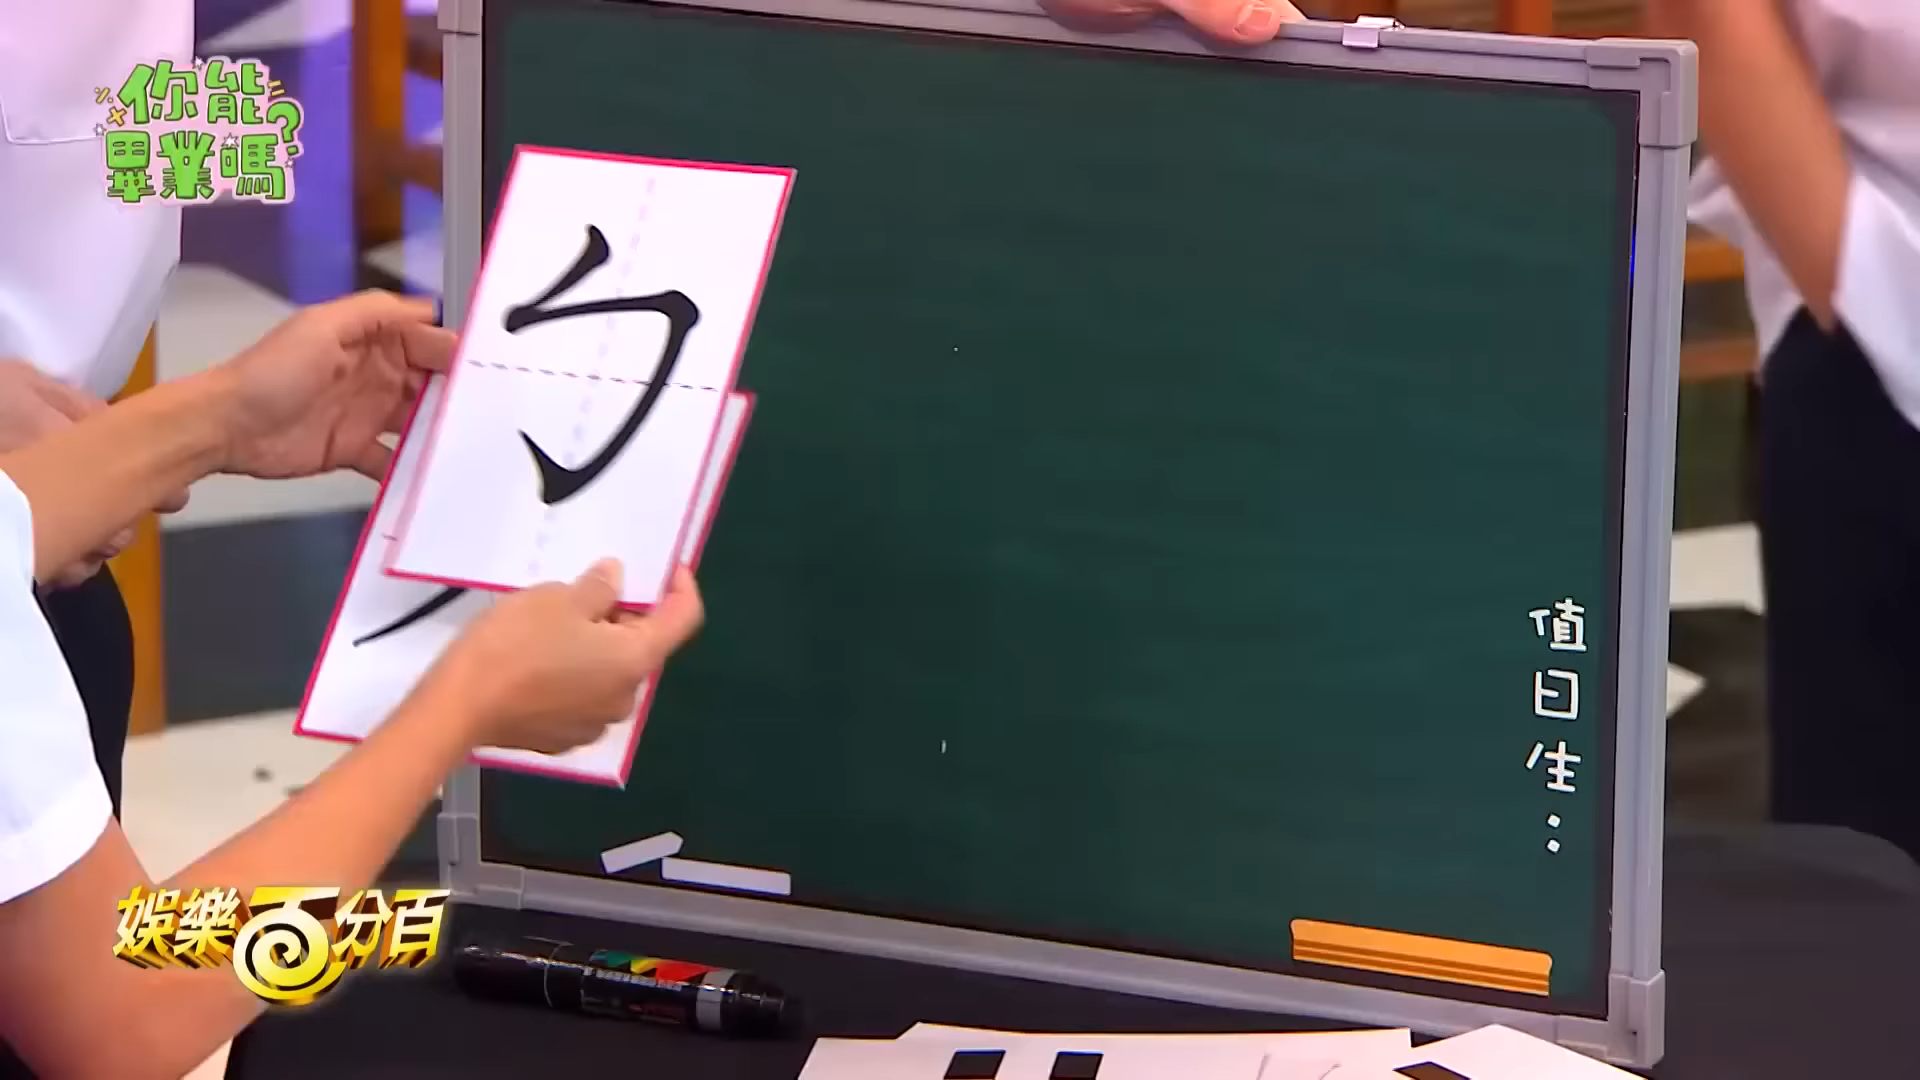 你能
畢業嗎?
ㄅ
值日生：
娛樂百分百